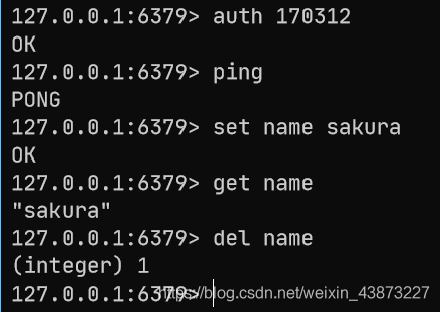 127.0.0.1:6379> auth 170312
OK
127.0.0.1:6379> ping
PONG
127.0.0.1:6379> set name sakura
OK
127.0.0.1:6379> get name
"sakura"
127.0.0.1:6379> del name
(integer) 1
127.0.0.1:6379>
https://blog.csdn.net/weixin_43873227